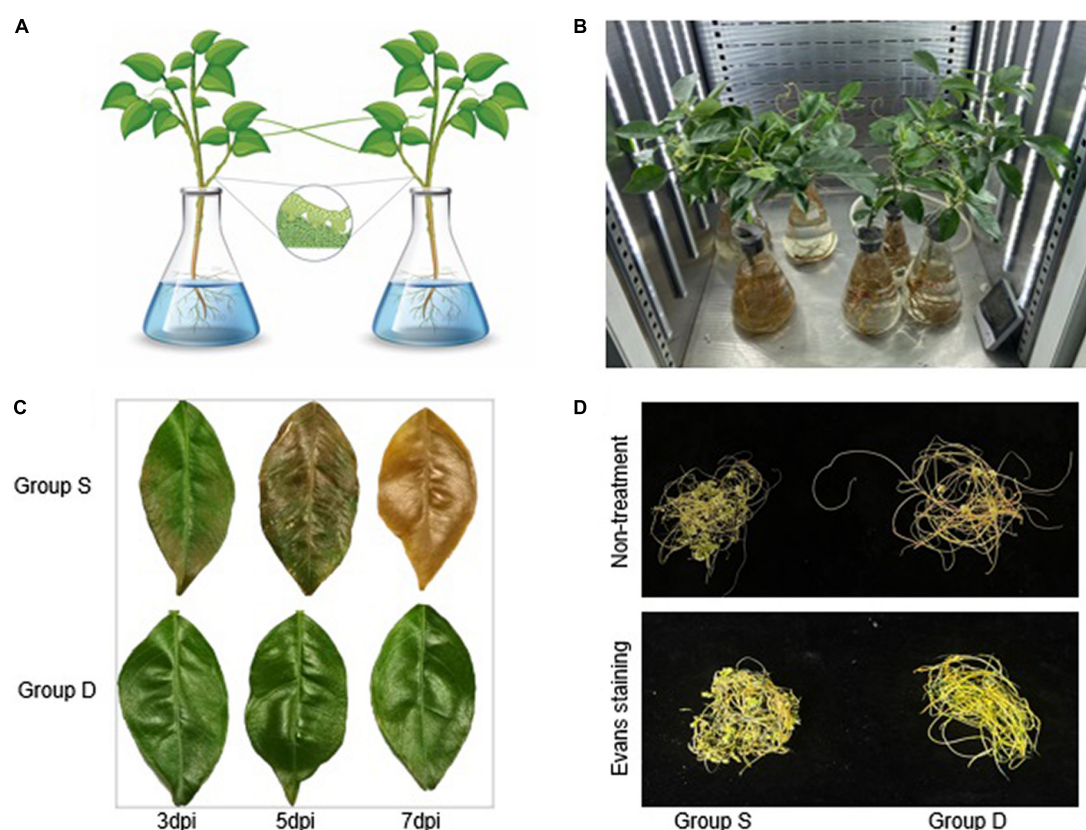 A
B
C
Group S
Group D
3dpi
5dpi
7dpi
D
Non-treatment
Evans staining
Group S
Group D